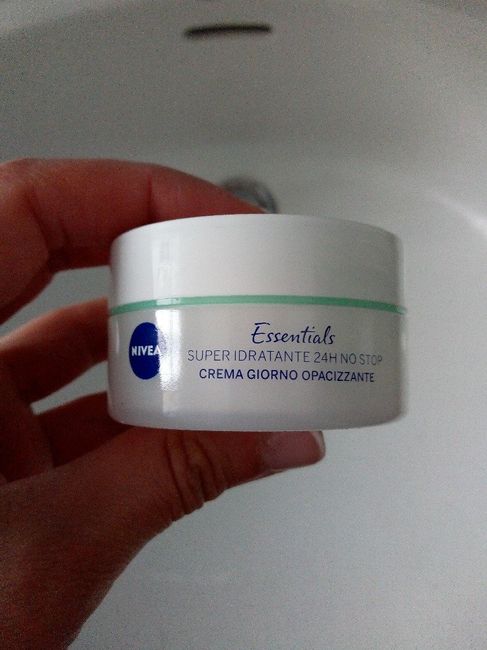 Essentials
NIVEA
SUPER IDRATANTE 24H NO STOP
CREMA GIORNO OPACIZZANTE